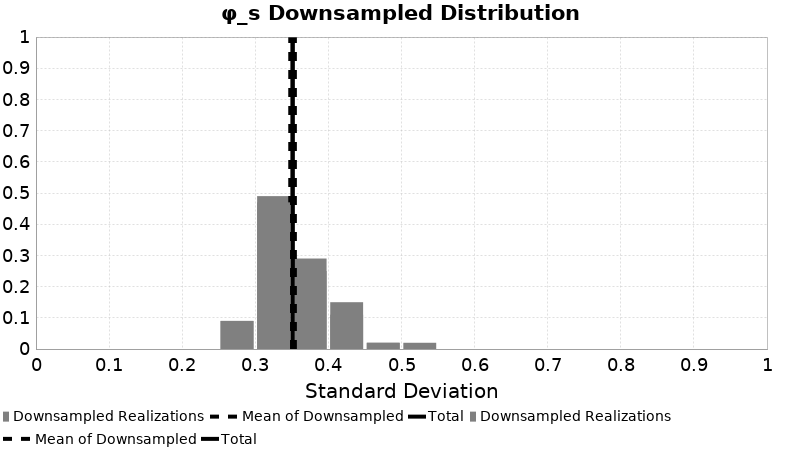 φ_s Downsampled Distribution
1
0.9
0.8
0.7
0.6
0.5
0.4
0.3
0.2
0.1
0
0 0.1 0.2 0.3 0.4 0.5 0.6 0.7 0.8 0.9 1
Standard Deviation
Downsampled Realizations Mean of Downsampled Total Downsampled Realizations
Mean of Downsampled Total